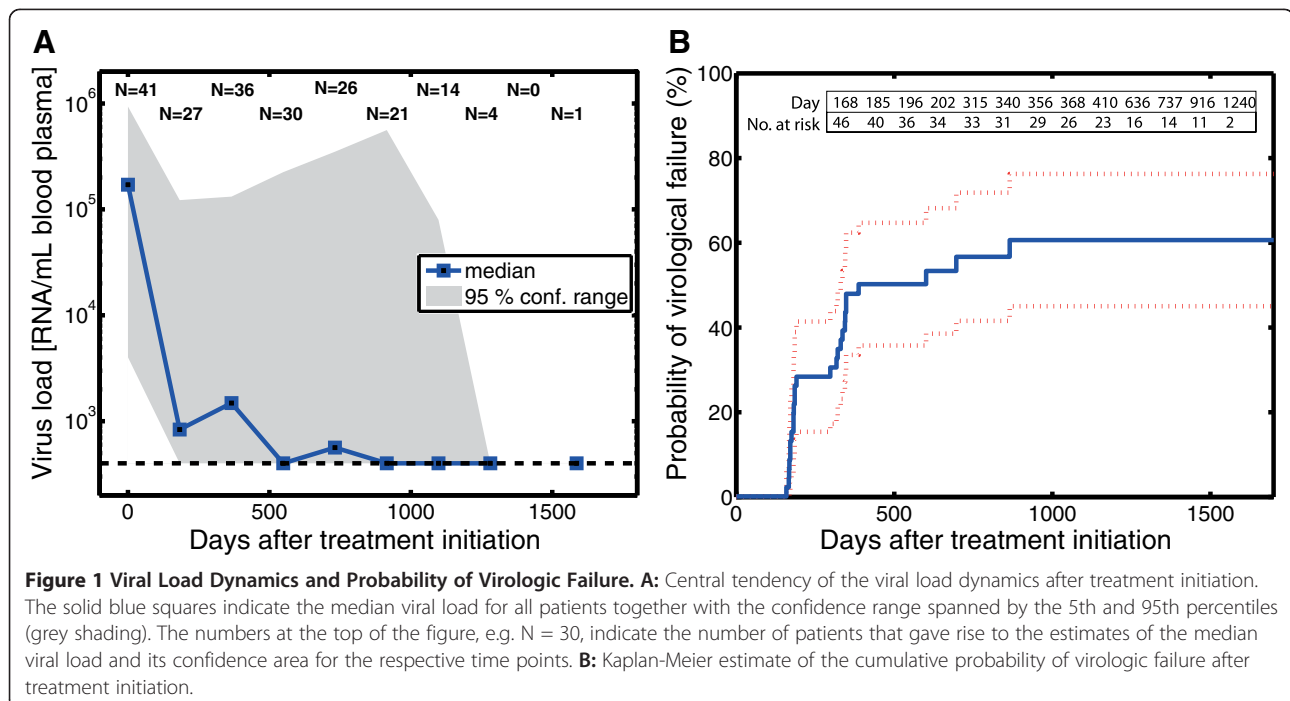 A
Virus load [RNA/mL blood plasma]
10^6
10^5
10^4
10^3
N=41
N=36
N=26
N=14
N=0
N=27
N=30
N=21
N=4
N=1
median
95 % conf. range
0
500
1000
1500
Days after treatment initiation
B
Probability of virological failure (%)
100
80
60
40
20
0
Day 168 185 196 202 315 340 356 368 410 636 737 916 1240
No. at risk 46 40 36 34 33 31 29 26 23 16 14 11 2
0
500
1000
1500
Days after treatment initiation
Figure 1 Viral Load Dynamics and Probability of Virologic Failure. A: Central tendency of the viral load dynamics after treatment initiation.
The solid blue squares indicate the median viral load for all patients together with the confidence range spanned by the 5th and 95th percentiles
(grey shading). The numbers at the top of the figure, e.g. N = 30, indicate the number of patients that gave rise to the estimates of the median
viral load and its confidence area for the respective time points. B: Kaplan-Meier estimate of the cumulative probability of virologic failure after
treatment initiation.